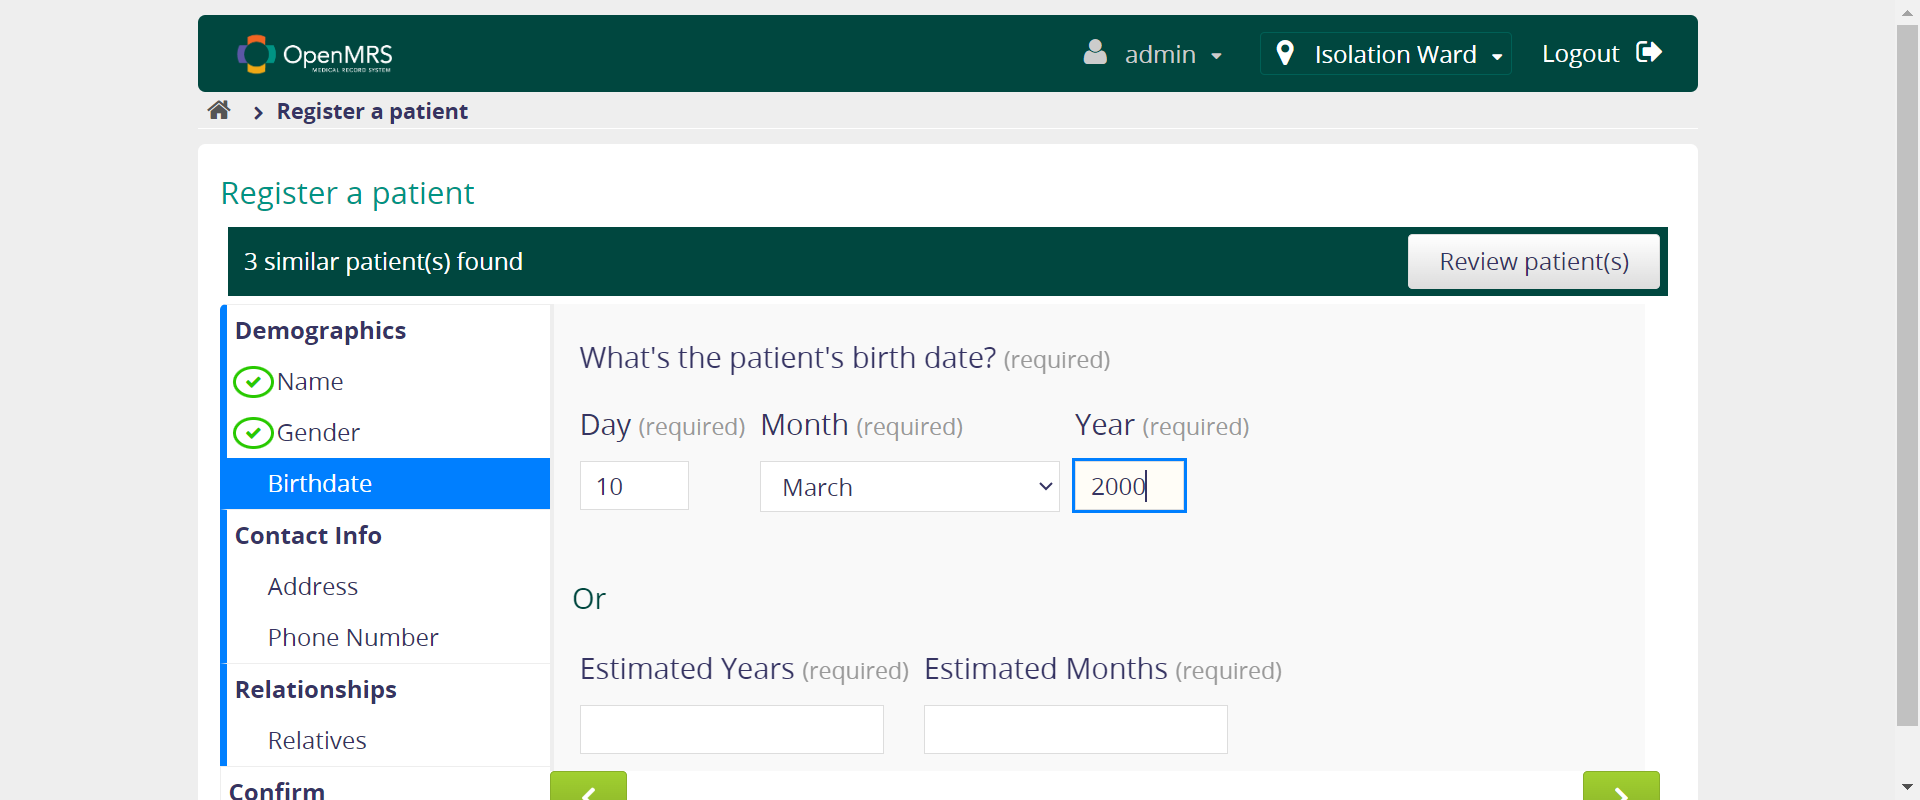 OpenMRS
MEDICAL RECORD SYSTEM
admin
Isolation Ward
Logout
Register a patient
Register a patient
3 similar patient(s) found
Review patient(s)
Demographics
Name
Gender
Birthdate
Contact Info
Address
Phone Number
Relationships
Relatives
Confirm
What's the patient's birth date? (required)
Day (required) Month (required) Year (required)
10 March 2000
Or
Estimated Years (required) Estimated Months (required)